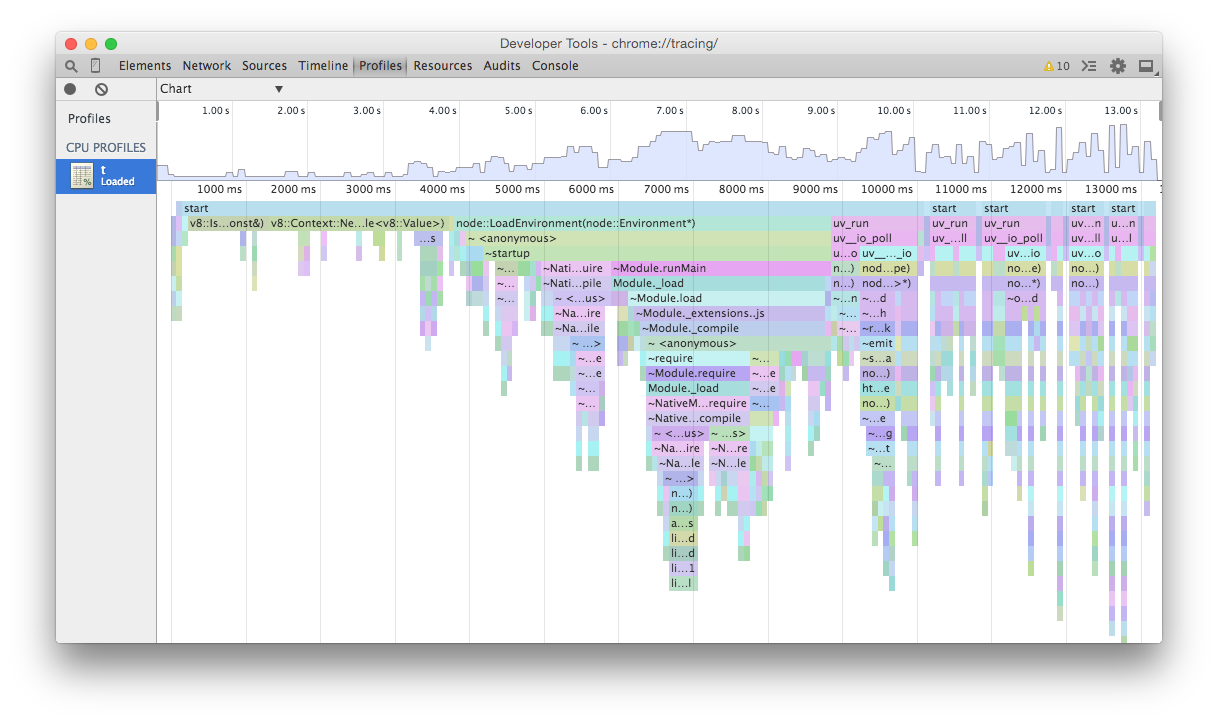 Developer Tools - chrome://tracing/
Elements Network Sources Timeline Profiles Resources Audits Console 10
Chart ▼
Profiles
CPU PROFILES
t
Loaded
%
1.00 s 2.00 s 3.00 s 4.00 s 5.00 s 6.00 s 7.00 s 8.00 s 9.00 s 10.00 s 11.00 s 12.00 s 13.00 s
1000 ms 2000 ms 3000 ms 4000 ms 5000 ms 6000 ms 7000 ms 8000 ms 9000 ms 10000 ms 11000 ms 12000 ms 13000 ms
start start start start start
v8::Is...onst&) v8::Context::Ne...le<v8::Value>) node::LoadEnvironment(node::Environment*) uv_run uv_run uv_run uv...n u...n
...s ~ <anonymous> uv__io_poll uv_...ll uv__io_poll uv...ll u...l
~startup u...o uv__..._io uv...io uv...o
~... ~Nati...uire ~Module.runMain n...) nod...pe) no...e) no...)
~... ~Nati...pile Module._load n...) nod...>*) no...*) no...)
~... ~ <...us> ~Module.load ~...n ~...d ~o...d
~Na...ire ~Module._extensions..js ~... ~...h
~Na...ile ~Module._compile ~... ~r...k
~ ...> ~ <anonymous> ~emit
~...e ~require ~... ~s...a
~...e ~Module.require ~...e no...)
~... Module._load ~...e ht...e
~... ~NativeM...require ~... no...)
~Native...compile ~...e
~ <...us> ~ ...s> ~...g
~Na...ire ~N...re ~...t
~Na...le ~N...le ~...
~ ...>
n...)
n...)
a...s
li...d
li...d
li...1
li...l